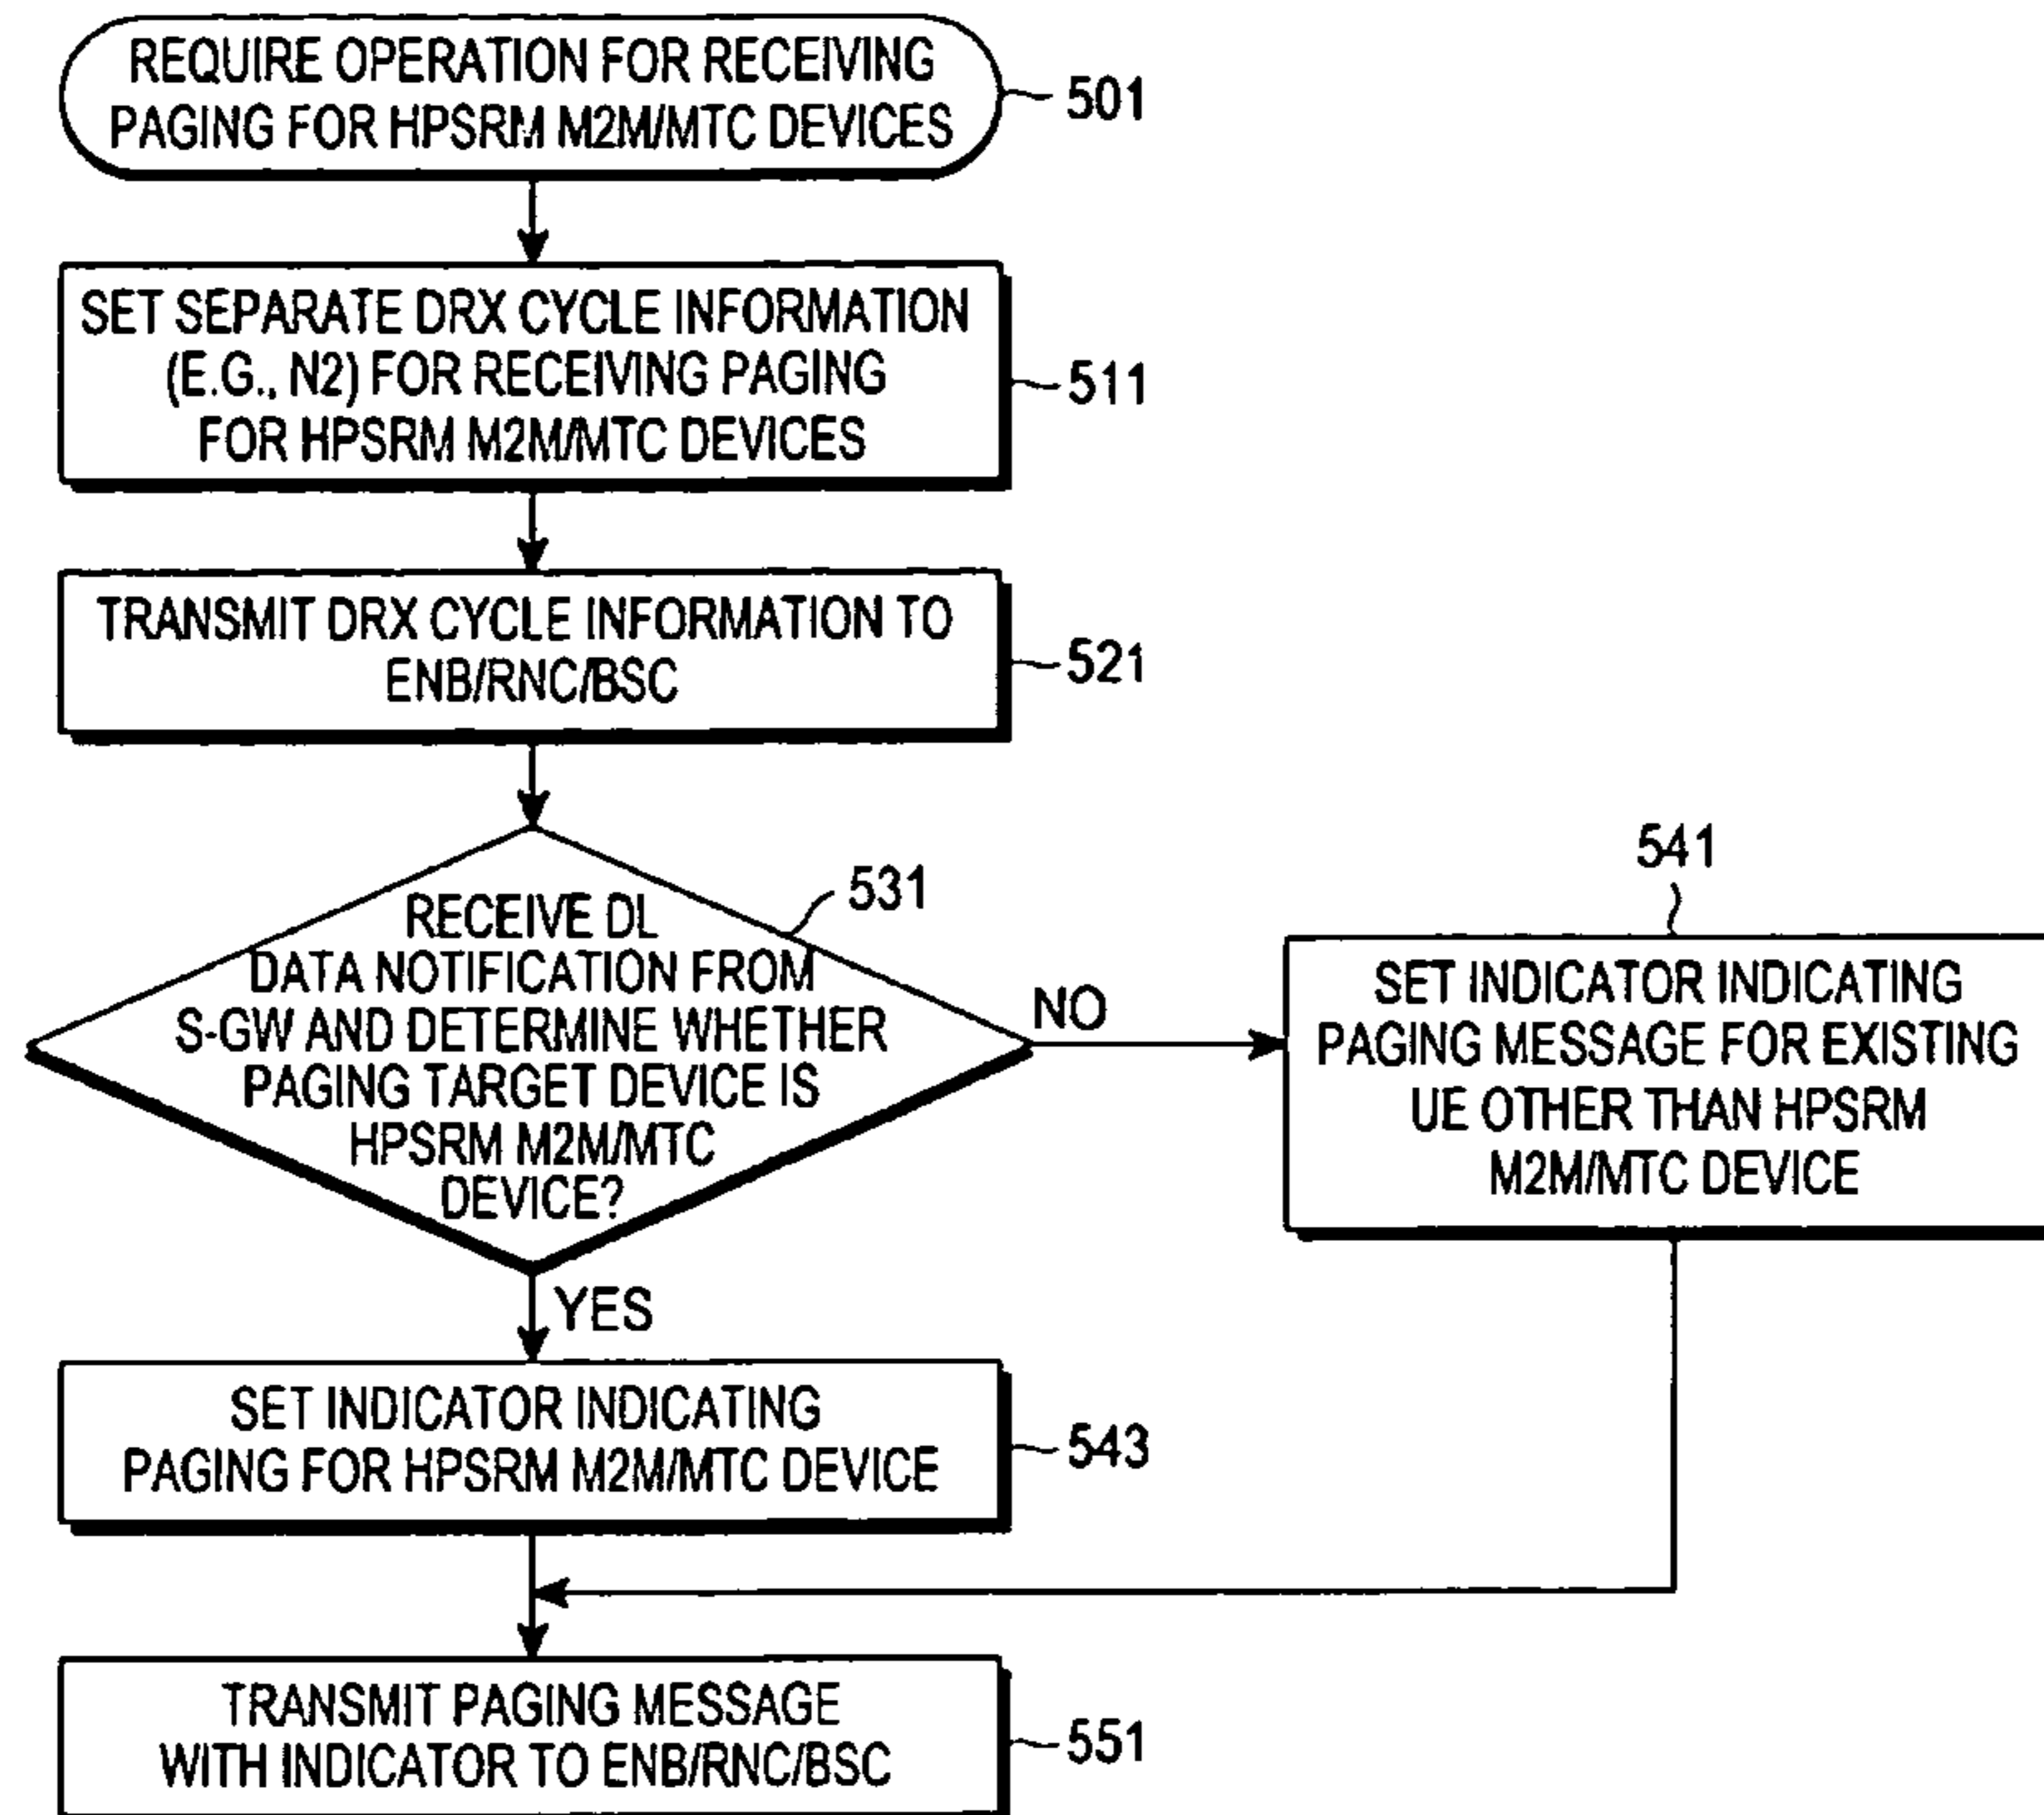 REQUIRE OPERATION FOR RECEIVING
PAGING FOR HPSRM M2M/MTC DEVICES
501
SET SEPARATE DRX CYCLE INFORMATION
(E.G., N2) FOR RECEIVING PAGING
FOR HPSRM M2M/MTC DEVICES
511
TRANSMIT DRX CYCLE INFORMATION TO
ENB/RNC/BSC
521
RECEIVE DL
DATA NOTIFICATION FROM
S-GW AND DETERMINE WHETHER
PAGING TARGET DEVICE IS
HPSRM M2M/MTC
DEVICE?
531
NO
541
SET INDICATOR INDICATING
PAGING MESSAGE FOR EXISTING
UE OTHER THAN HPSRM
M2M/MTC DEVICE
YES
SET INDICATOR INDICATING
PAGING FOR HPSRM M2M/MTC DEVICE
543
TRANSMIT PAGING MESSAGE
WITH INDICATOR TO ENB/RNC/BSC
551